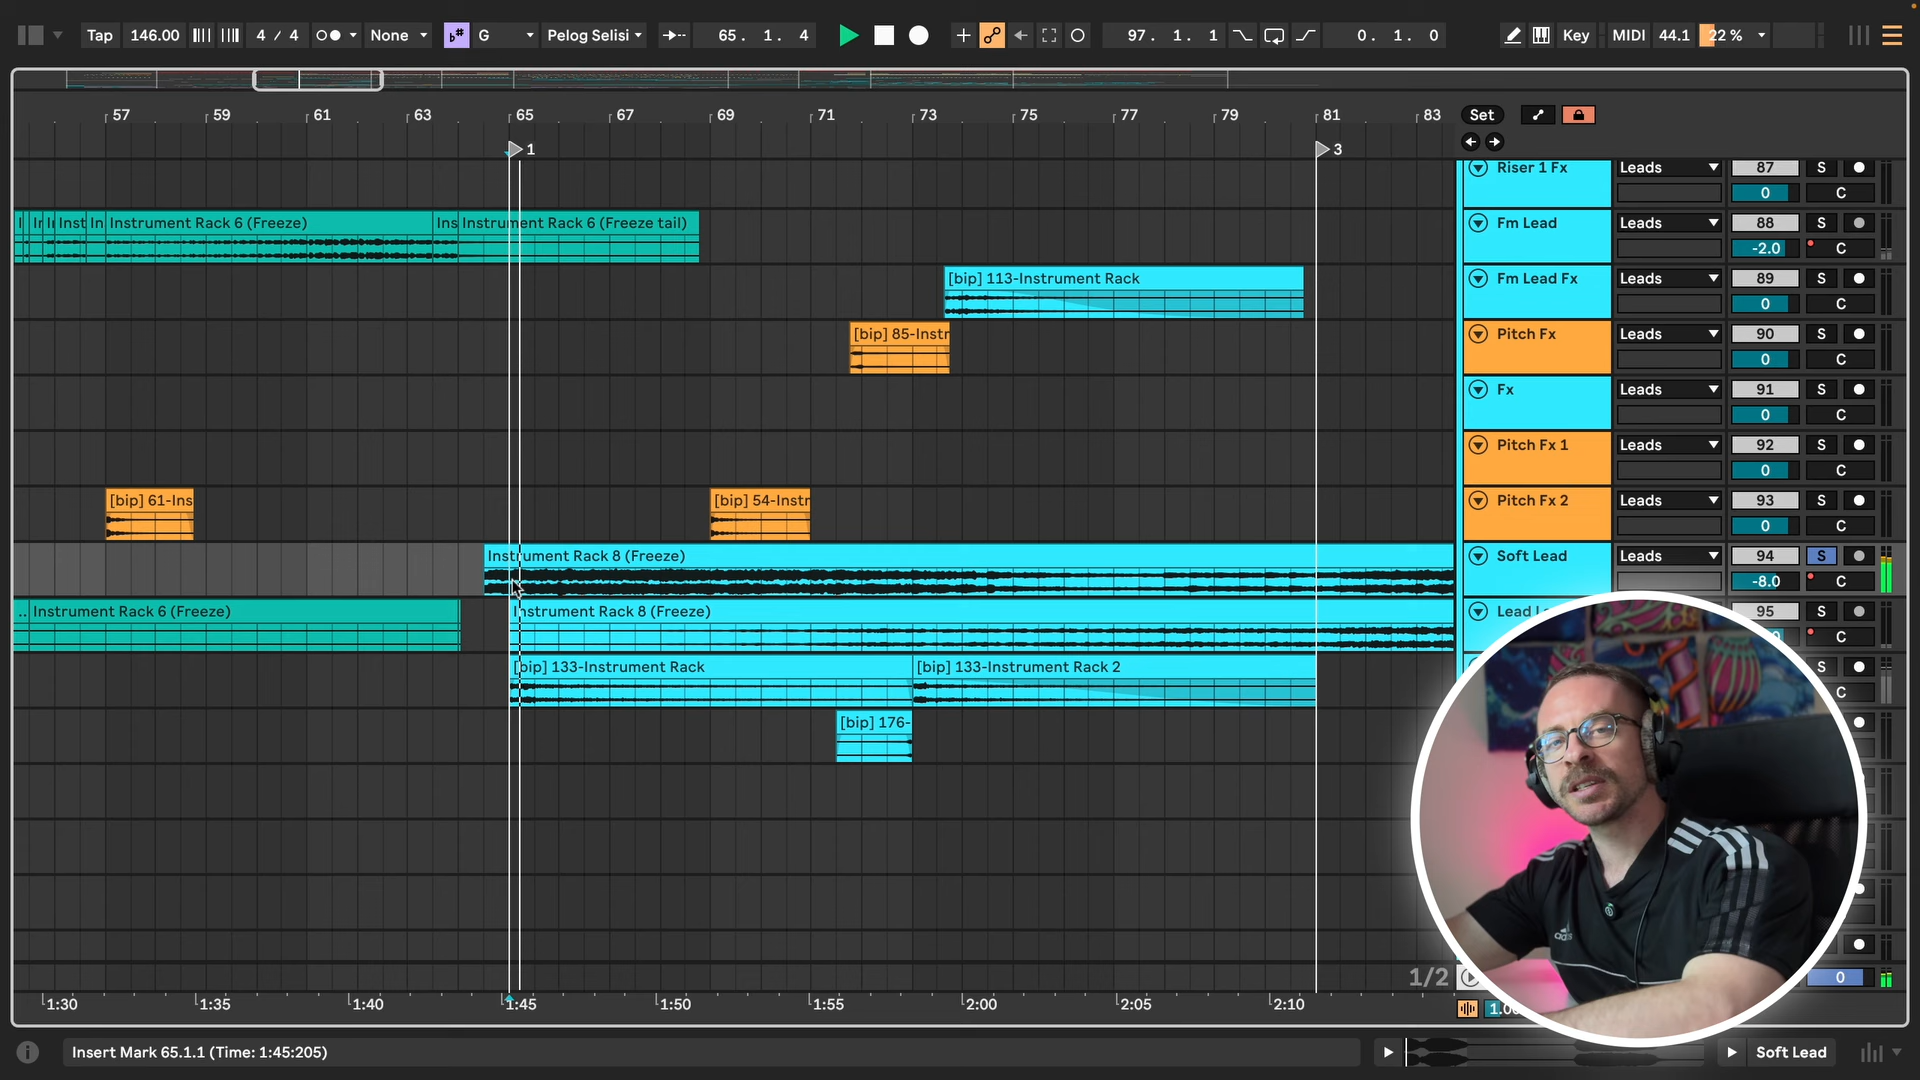 Tap 146.00 4 / 4 None G Pelog Selisi 65. 1. 4 97. 1. 1 0. 1. 0 Key MIDI 44.1 22 %
57 59 61 63 65 67 69 71 73 75 77 79 81 83 Set
1 3
Riser 1 Fx Leads 87 S
0 C
Inst In Instrument Rack 6 (Freeze) Ins Instrument Rack 6 (Freeze tail) Fm Lead Leads 88 S
-2.0 C
[bip] 113-Instrument Rack Fm Lead Fx Leads 89 S
0 C
[bip] 85-Instr Pitch Fx Leads 90 S
0 C
Fx Leads 91 S
0 C
Pitch Fx 1 Leads 92 S
0 C
[bip] 61-Ins [bip] 54-Instr Pitch Fx 2 Leads 93 S
0 C
Instrument Rack 8 (Freeze) Soft Lead Leads 94 S
-8.0 C
...Instrument Rack 6 (Freeze) Instrument Rack 8 (Freeze) Lead 95 S
C
[bip] 133-Instrument Rack [bip] 133-Instrument Rack 2 S
C
[bip] 176-
1/2 0
1:30 1:35 1:40 1:45 1:50 1:55 2:00 2:05 2:10
Insert Mark 65.1.1 (Time: 1:45:205) Soft Lead
adidas